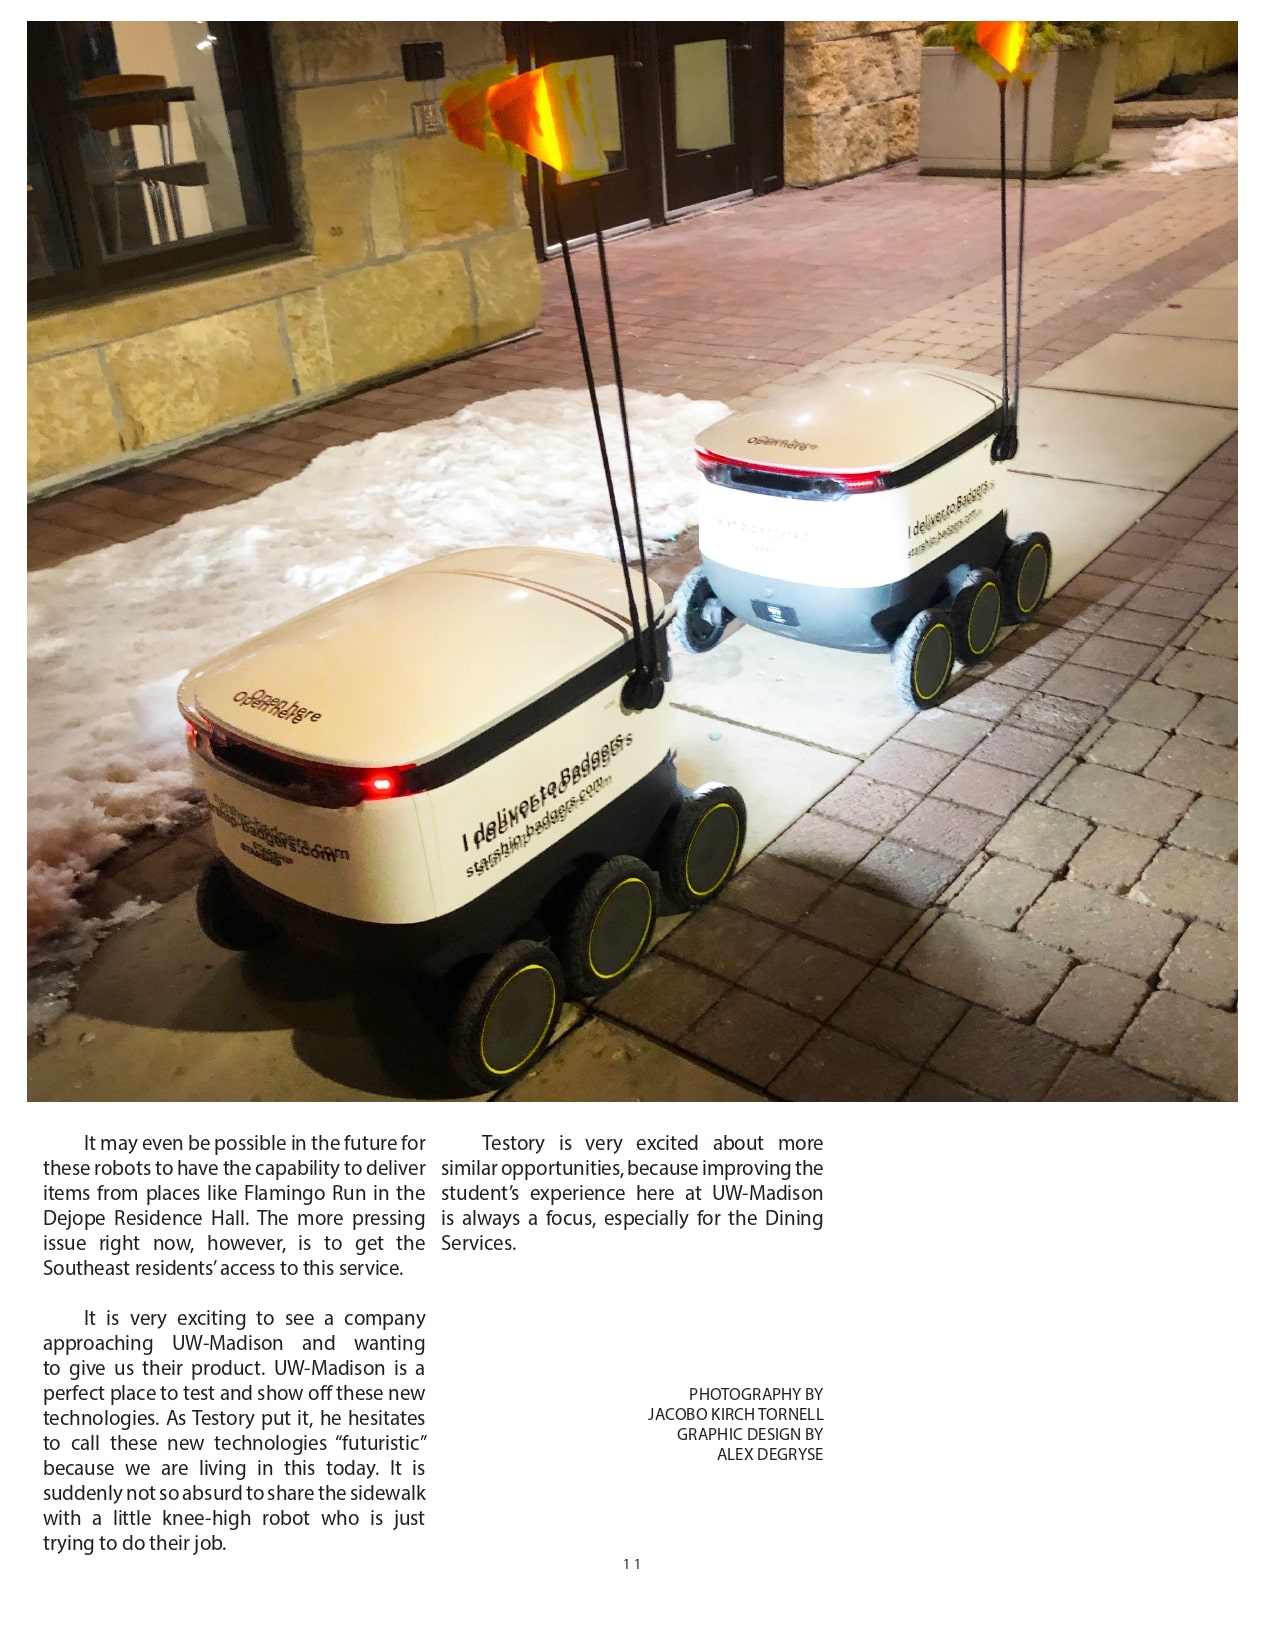 Open here
I deliver to Badgers
starship-badgers.com
Open here
starship-badgers.com
STARSHIP
I deliver to Badgers
starship-badgers.com
It may even be possible in the future for
these robots to have the capability to deliver
items from places like Flamingo Run in the
Dejope Residence Hall. The more pressing
issue right now, however, is to get the
Southeast residents’ access to this service.
It is very exciting to see a company
approaching UW-Madison and wanting
to give us their product. UW-Madison is a
perfect place to test and show off these new
technologies. As Testory put it, he hesitates
to call these new technologies “futuristic”
because we are living in this today. It is
suddenly not so absurd to share the sidewalk
with a little knee-high robot who is just
trying to do their job.
Testory is very excited about more
similar opportunities, because improving the
student’s experience here at UW-Madison
is always a focus, especially for the Dining
Services.
PHOTOGRAPHY BY
JACOBO KIRCH TORNELL
GRAPHIC DESIGN BY
ALEX DEGRYSE
11